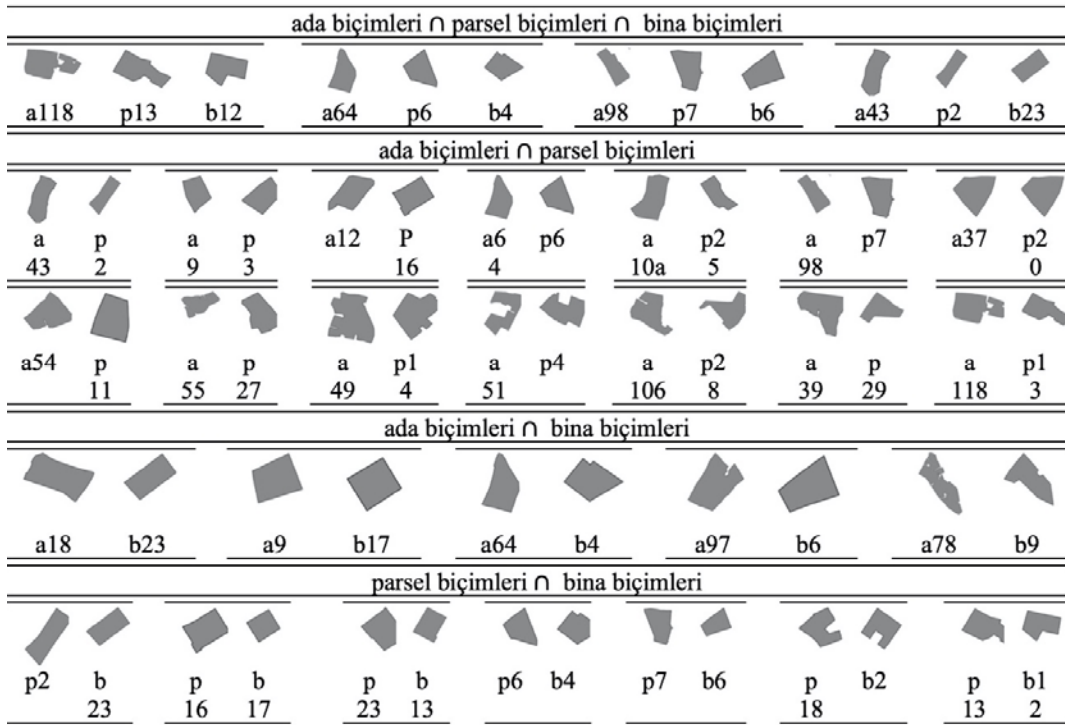 ada biçimleri ∩ parsel biçimleri ∩ bina biçimleri
a118 p13 b12 a64 p6 b4 a98 p7 b6 a43 p2 b23
ada biçimleri ∩ parsel biçimleri
a p a p a12 P a6 p6 a p2 a p7 a37 p2
43 2 9 3 16 4 10a 5 98 0
a54 p a p a p1 a p4 a p2 a p a p1
11 55 27 49 4 51 106 8 39 29 118 3
ada biçimleri ∩ bina biçimleri
a18 b23 a9 b17 a64 b4 a97 b6 a78 b9
parsel biçimleri ∩ bina biçimleri
p2 b p b p b p6 b4 p7 b6 p b2 p b1
23 16 17 23 13 18 13 2